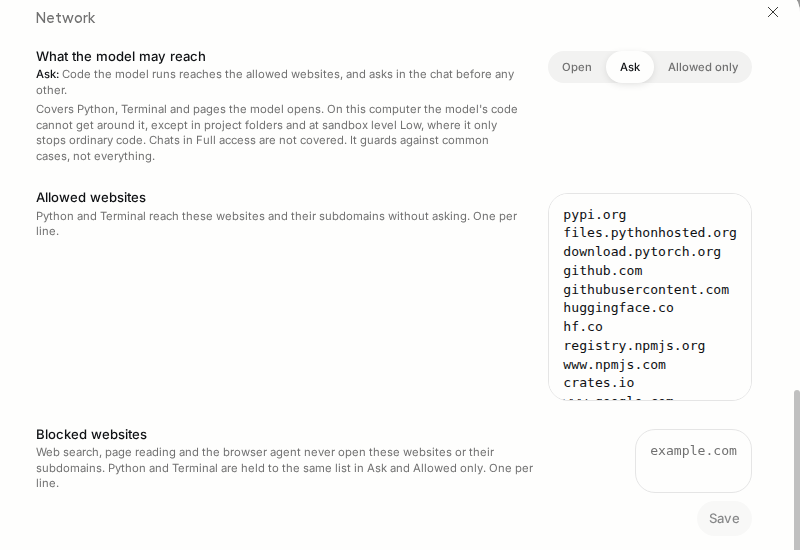 Network
What the model may reach
Ask: Code the model runs reaches the allowed websites, and asks in the chat before any
other.
Covers Python, Terminal and pages the model opens. On this computer the model's code
cannot get around it, except in project folders and at sandbox level Low, where it only
stops ordinary code. Chats in Full access are not covered. It guards against common
cases, not everything.
Open Ask Allowed only
Allowed websites
Python and Terminal reach these websites and their subdomains without asking. One per
line.
pypi.org
files.pythonhosted.org
download.pytorch.org
github.com
githubusercontent.com
huggingface.co
hf.co
registry.npmjs.org
www.npmjs.com
crates.io
Blocked websites
Web search, page reading and the browser agent never open these websites or their
subdomains. Python and Terminal are held to the same list in Ask and Allowed only. One per
line.
example.com
Save